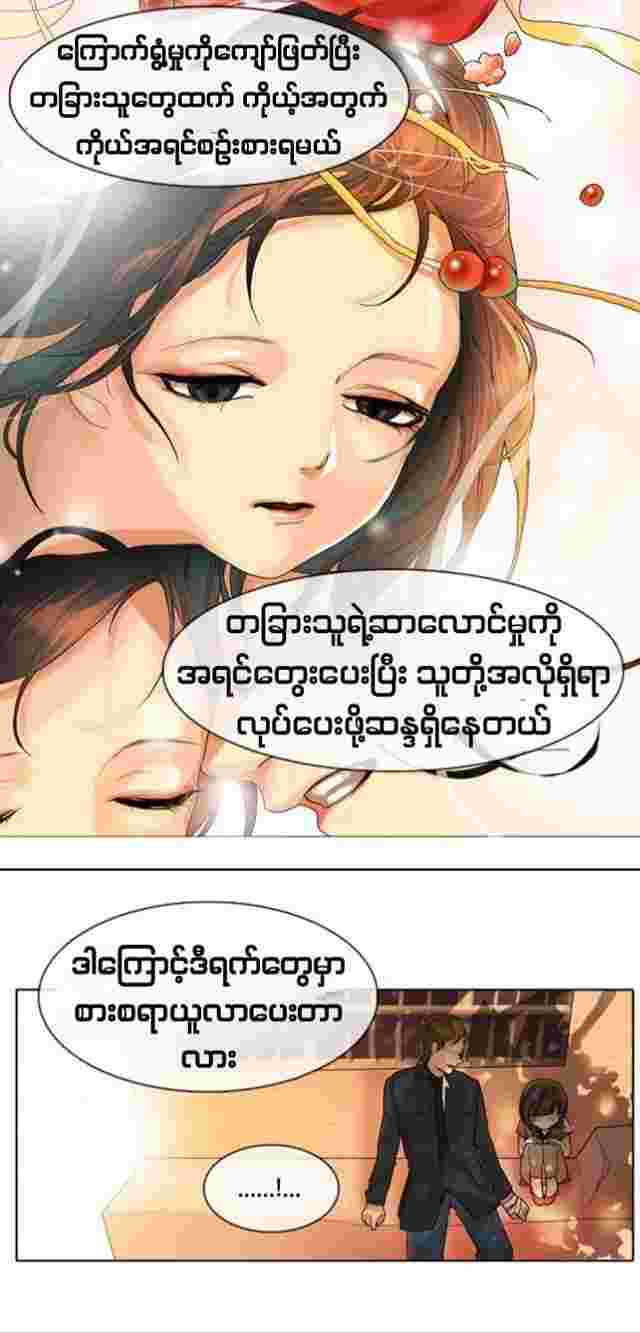 ကြောက်ရွံ့မှုကိုကျော်ဖြတ်ပြီး
တခြားသူတွေထက် ကိုယ့်အတွက်
ကိုယ်အရင်စဉ်းစားရမယ်
တခြားသူရဲ့ဆာလောင်မှုကို
အရင်တွေးပေးပြီး သူတို့အလိုရှိရာ
လုပ်ပေးဖို့ဆန္ဒရှိနေတယ်
ဒါကြောင့်ဒီရက်တွေမှာ
စားစရာယူလာပေးတာ
လား
......!...